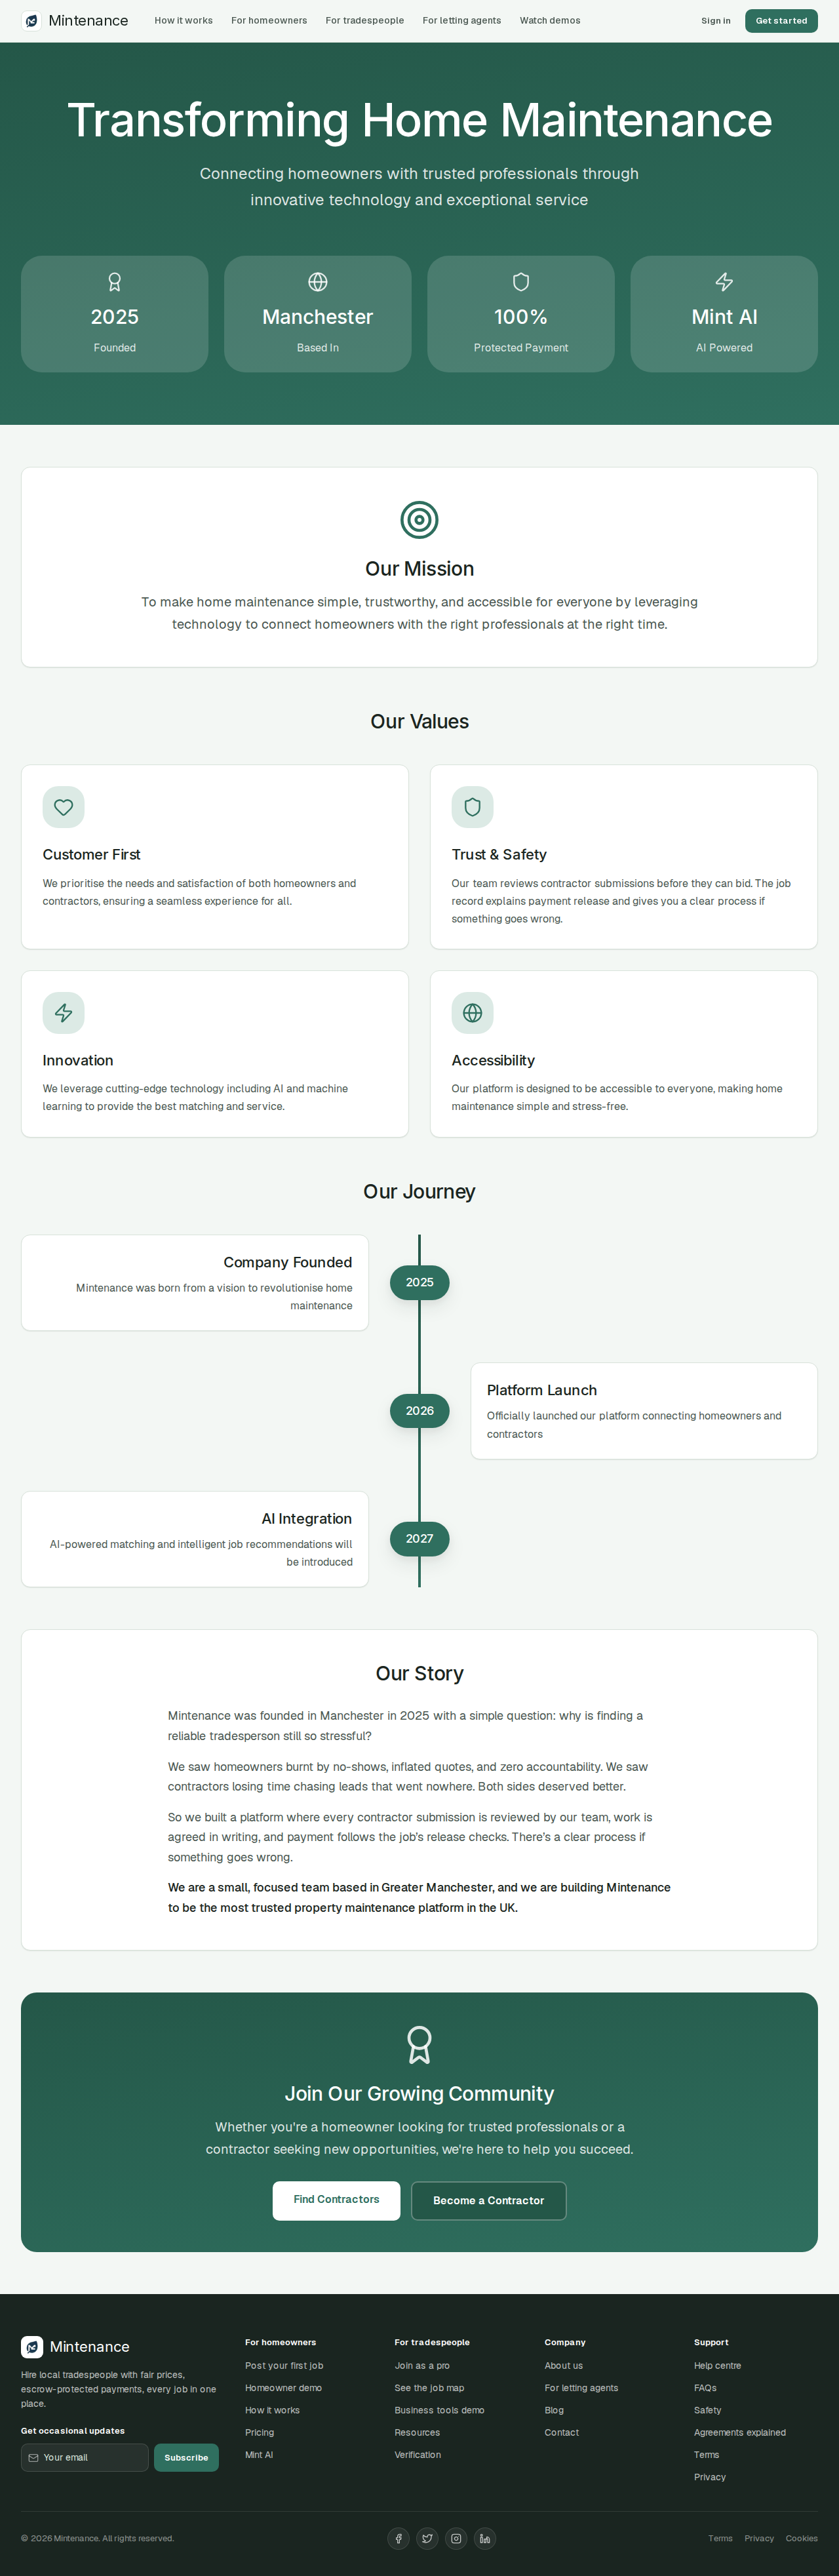 Mintenance
How it works
For homeowners
For tradespeople
For letting agents
Watch demos
Sign in
Get started
Transforming Home Maintenance
Connecting homeowners with trusted professionals through
innovative technology and exceptional service
2025
Founded
Manchester
Based In
100%
Protected Payment
Mint AI
AI Powered
Our Mission
To make home maintenance simple, trustworthy, and accessible for everyone by leveraging
technology to connect homeowners with the right professionals at the right time.
Our Values
Customer First
We prioritise the needs and satisfaction of both homeowners and
contractors, ensuring a seamless experience for all.
Trust & Safety
Our team reviews contractor submissions before they can bid. The job
record explains payment release and gives you a clear process if
something goes wrong.
Innovation
We leverage cutting-edge technology including AI and machine
learning to provide the best matching and service.
Accessibility
Our platform is designed to be accessible to everyone, making home
maintenance simple and stress-free.
Our Journey
Company Founded
Mintenance was born from a vision to revolutionise home
maintenance
2025
2026
Platform Launch
Officially launched our platform connecting homeowners and
contractors
AI Integration
AI-powered matching and intelligent job recommendations will
be introduced
2027
Our Story
Mintenance was founded in Manchester in 2025 with a simple question: why is finding a
reliable tradesperson still so stressful?
We saw homeowners burnt by no-shows, inflated quotes, and zero accountability. We saw
contractors losing time chasing leads that went nowhere. Both sides deserved better.
So we built a platform where every contractor submission is reviewed by our team, work is
agreed in writing, and payment follows the job's release checks. There's a clear process if
something goes wrong.
We are a small, focused team based in Greater Manchester, and we are building Mintenance
to be the most trusted property maintenance platform in the UK.
Join Our Growing Community
Whether you're a homeowner looking for trusted professionals or a
contractor seeking new opportunities, we're here to help you succeed.
Find Contractors
Become a Contractor
Mintenance
Hire local tradespeople with fair prices,
escrow-protected payments, every job in one
place.
Get occasional updates
Your email
Subscribe
For homeowners
Post your first job
Homeowner demo
How it works
Pricing
Mint AI
For tradespeople
Join as a pro
See the job map
Business tools demo
Resources
Verification
Company
About us
For letting agents
Blog
Contact
Support
Help centre
FAQs
Safety
Agreements explained
Terms
Privacy
© 2026 Mintenance. All rights reserved.
Terms
Privacy
Cookies